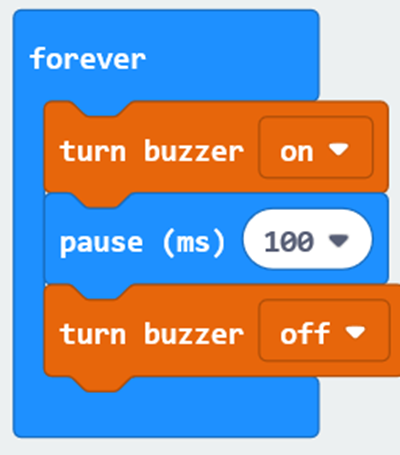 forever
turn buzzer on
pause (ms) 100
turn buzzer off